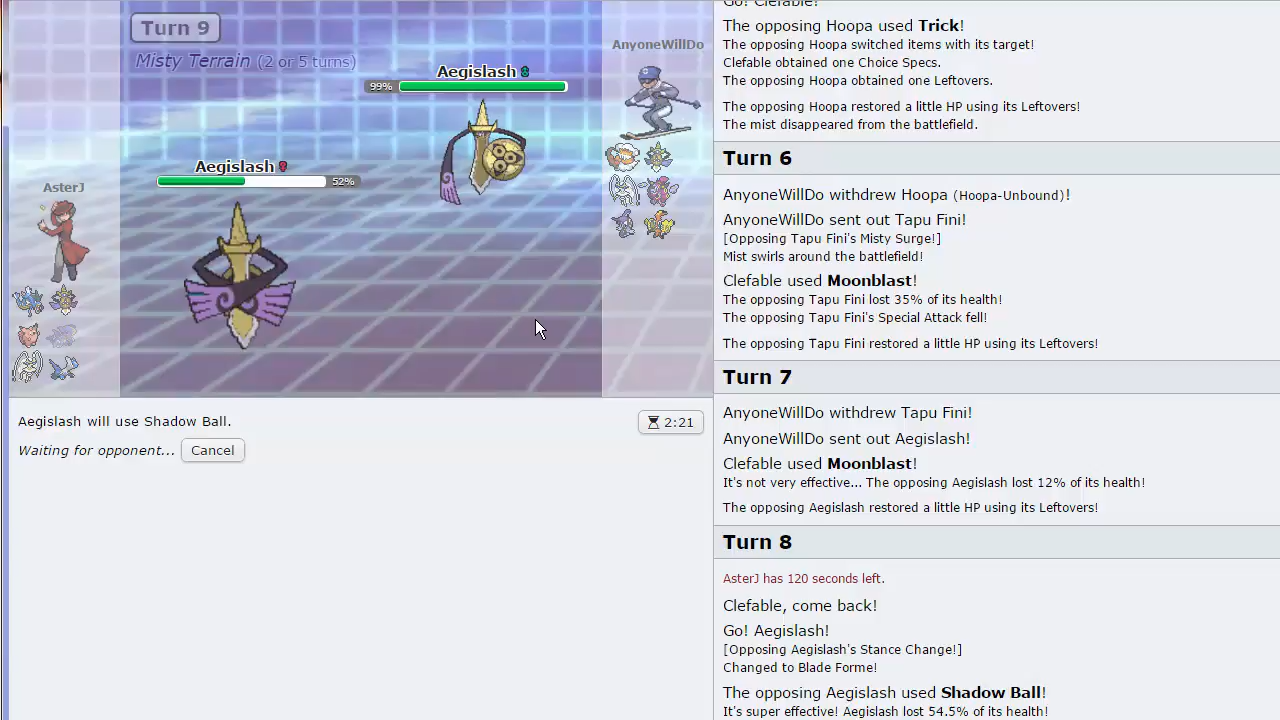 Turn 9
Misty Terrain (2 or 5 turns)
AnyoneWillDo
Aegislash
99%
Aegislash
52%
AsterJ
Aegislash will use Shadow Ball.
2:21
Waiting for opponent...
Cancel
Go! Clefable!
The opposing Hoopa used Trick!
The opposing Hoopa switched items with its target!
Clefable obtained one Choice Specs.
The opposing Hoopa obtained one Leftovers.
The opposing Hoopa restored a little HP using its Leftovers!
The mist disappeared from the battlefield.
Turn 6
AnyoneWillDo withdrew Hoopa (Hoopa-Unbound)!
AnyoneWillDo sent out Tapu Fini!
[Opposing Tapu Fini's Misty Surge!]
Mist swirls around the battlefield!
Clefable used Moonblast!
The opposing Tapu Fini lost 35% of its health!
The opposing Tapu Fini's Special Attack fell!
The opposing Tapu Fini restored a little HP using its Leftovers!
Turn 7
AnyoneWillDo withdrew Tapu Fini!
AnyoneWillDo sent out Aegislash!
Clefable used Moonblast!
It's not very effective... The opposing Aegislash lost 12% of its health!
The opposing Aegislash restored a little HP using its Leftovers!
Turn 8
AsterJ has 120 seconds left.
Clefable, come back!
Go! Aegislash!
[Opposing Aegislash's Stance Change!]
Changed to Blade Forme!
The opposing Aegislash used Shadow Ball!
It's super effective! Aegislash lost 54.5% of its health!